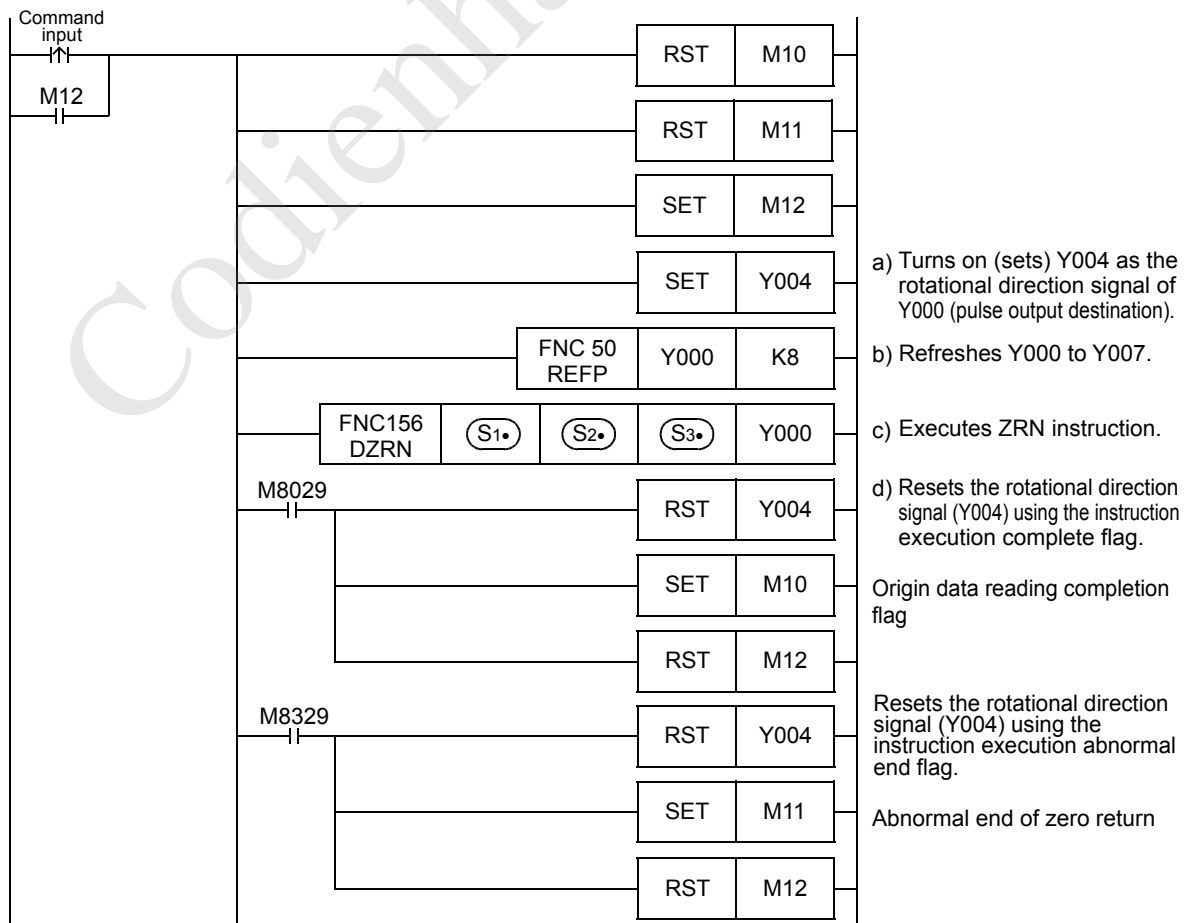 Command
input
RST M10
M12
RST M11
SET M12
SET Y004
a) Turns on (sets) Y004 as the
rotational direction signal of
Y000 (pulse output destination).
FNC 50
REFP Y000 K8
b) Refreshes Y000 to Y007.
FNC156
DZRN S1• S2• S3• Y000
c) Executes ZRN instruction.
M8029
RST Y004
d) Resets the rotational direction
signal (Y004) using the instruction
execution complete flag.
SET M10
Origin data reading completion
flag
RST M12
M8329
RST Y004
Resets the rotational direction
signal (Y004) using the
instruction execution abnormal
end flag.
SET M11
Abnormal end of zero return
RST M12